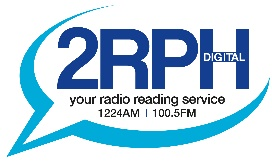 2RPH
DIGITAL
your radio reading service
1224AM | 100.5FM